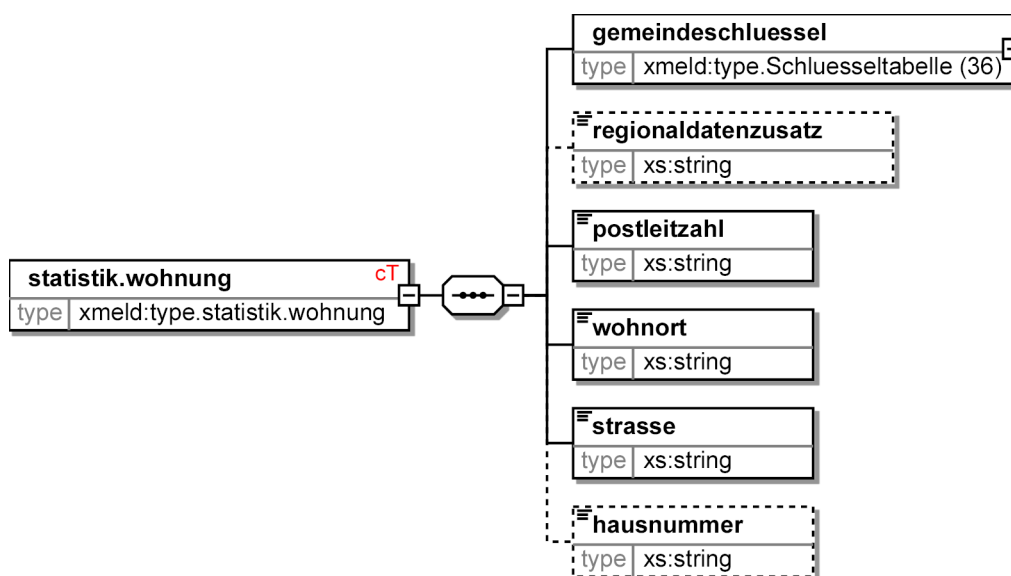 gemeindeschluessel
type xmeld:type.Schluesseltabelle (36)
regionaldatenzusatz
type xs:string
postleitzahl
type xs:string
statistik.wohnung cT
type xmeld:type.statistik.wohnung
wohnort
type xs:string
strasse
type xs:string
hausnummer
type xs:string